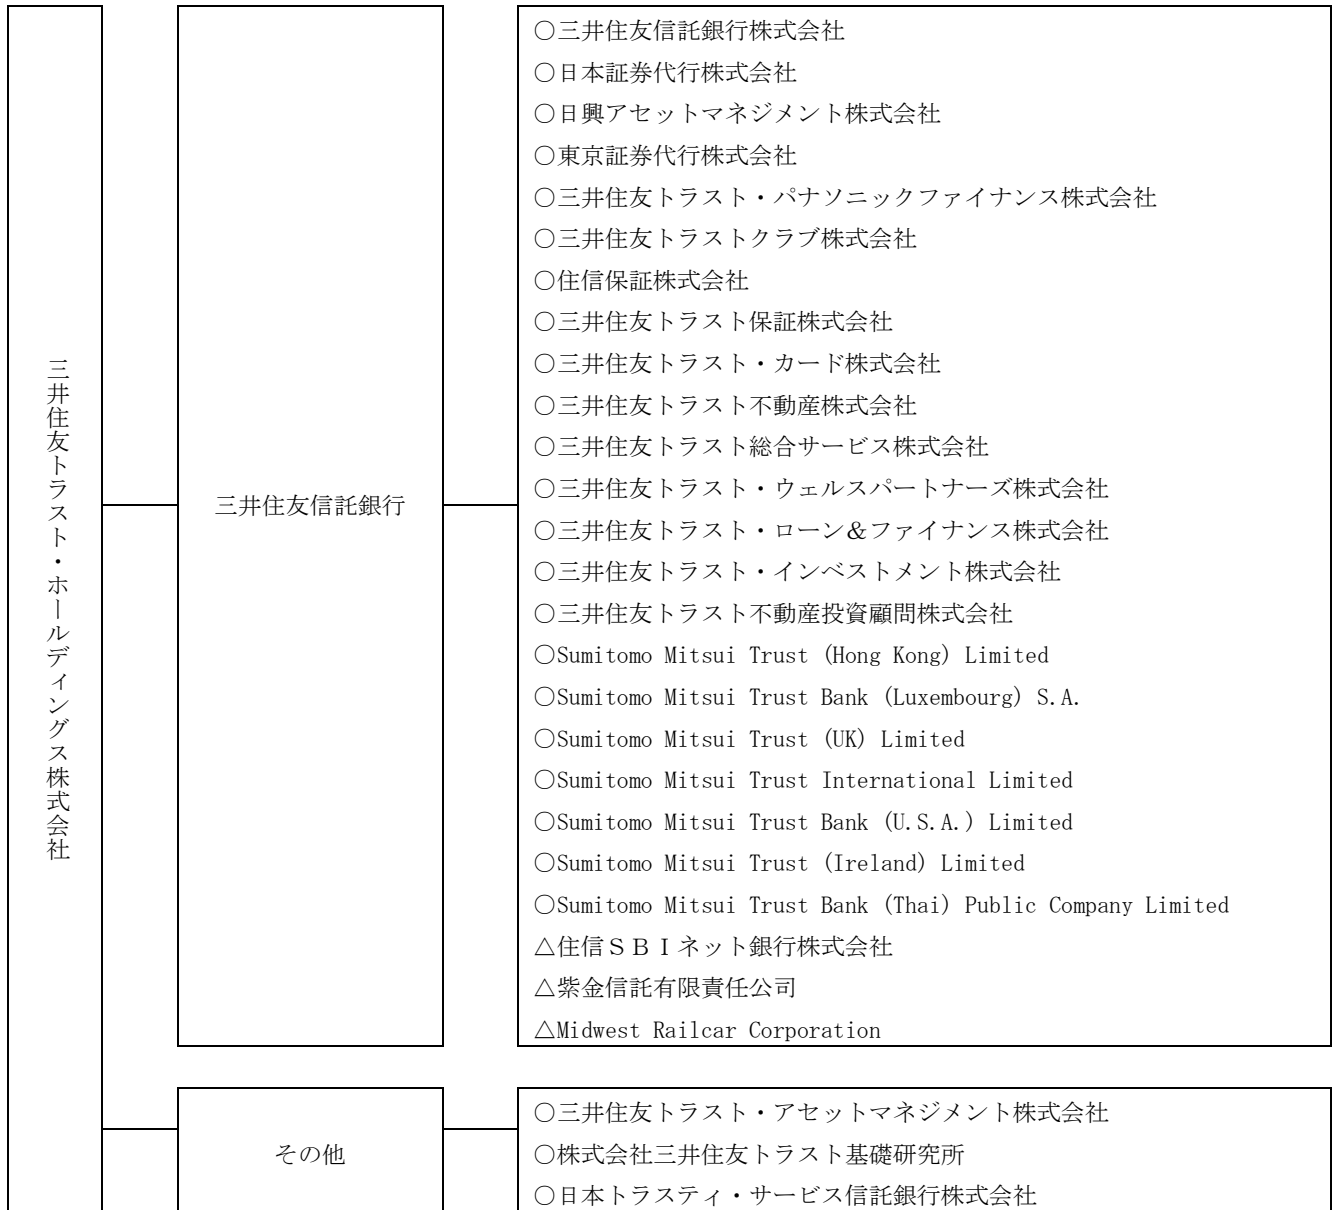 三井住友トラスト・ホールディングス株式会社
三井住友信託銀行
○三井住友信託銀行株式会社
○日本証券代行株式会社
○日興アセットマネジメント株式会社
○東京証券代行株式会社
○三井住友トラスト・パナソニックファイナンス株式会社
○三井住友トラストクラブ株式会社
○住信保証株式会社
○三井住友トラスト保証株式会社
○三井住友トラスト・カード株式会社
○三井住友トラスト不動産株式会社
○三井住友トラスト総合サービス株式会社
○三井住友トラスト・ウェルスパートナーズ株式会社
○三井住友トラスト・ローン＆ファイナンス株式会社
○三井住友トラスト・インベストメント株式会社
○三井住友トラスト不動産投資顧問株式会社
○Sumitomo Mitsui Trust (Hong Kong) Limited
○Sumitomo Mitsui Trust Bank (Luxembourg) S.A.
○Sumitomo Mitsui Trust (UK) Limited
○Sumitomo Mitsui Trust International Limited
○Sumitomo Mitsui Trust Bank (U.S.A.) Limited
○Sumitomo Mitsui Trust (Ireland) Limited
○Sumitomo Mitsui Trust Bank (Thai) Public Company Limited
△住信ＳＢＩネット銀行株式会社
△紫金信託有限責任公司
△Midwest Railcar Corporation
その他
○三井住友トラスト・アセットマネジメント株式会社
○株式会社三井住友トラスト基礎研究所
○日本トラスティ・サービス信託銀行株式会社